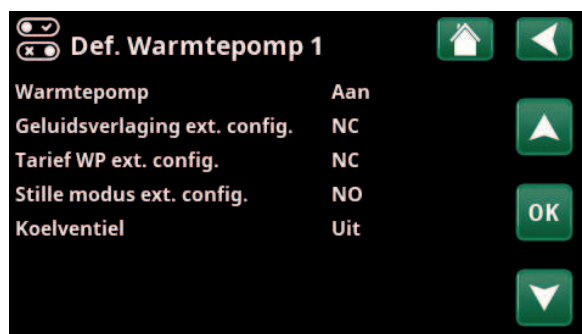 Def. Warmtepomp 1
Warmtepomp Aan
Geluidsverlaging ext. config. NC
Tarief WP ext. config. NC
Stille modus ext. config. NO
Koelventiel Uit
OK